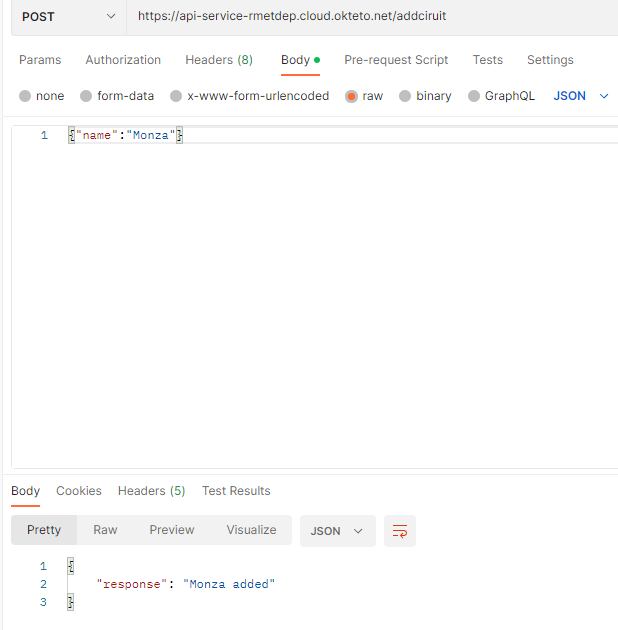 POST https://api-service-rmetdep.cloud.okteto.net/addciruit
Params Authorization Headers (8) Body Pre-request Script Tests Settings
none form-data x-www-form-urlencoded raw binary GraphQL JSON
1 {"name":"Monza"}
Body Cookies Headers (5) Test Results
Pretty Raw Preview Visualize JSON
1 {
2 "response": "Monza added"
3 }